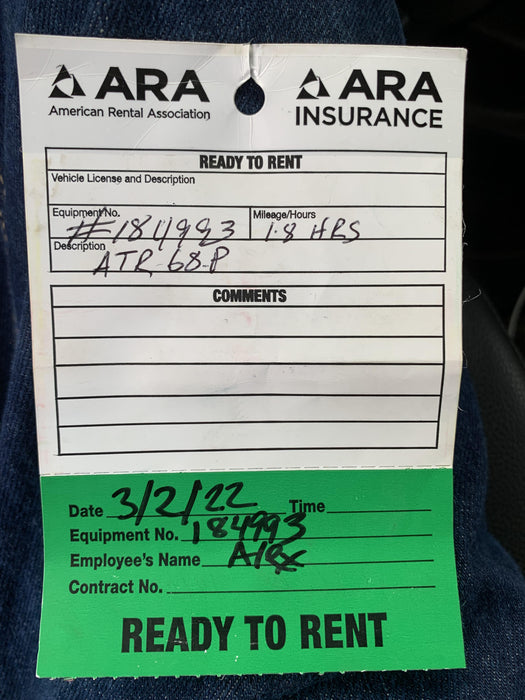 ARA ARA
American Rental Association INSURANCE
READY TO RENT
Vehicle License and Description
Equipment No. Mileage/Hours
#184993 1.8 HRS
Description
ATR-68-P
COMMENTS
Date 3/2/22 Time
Equipment No. 184993
Employee's Name Alex
Contract No.
READY TO RENT